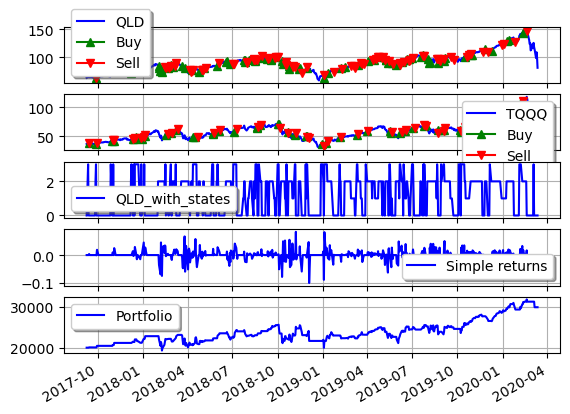 150
100
QLD
Buy
Sell
100
50
TQQQ
Buy
Sell
2
0
QLD_with_states
0.0
−0.1
Simple returns
30000
20000
Portfolio
2017-10
2018-01
2018-04
2018-07
2018-10
2019-01
2019-04
2019-07
2019-10
2020-01
2020-04